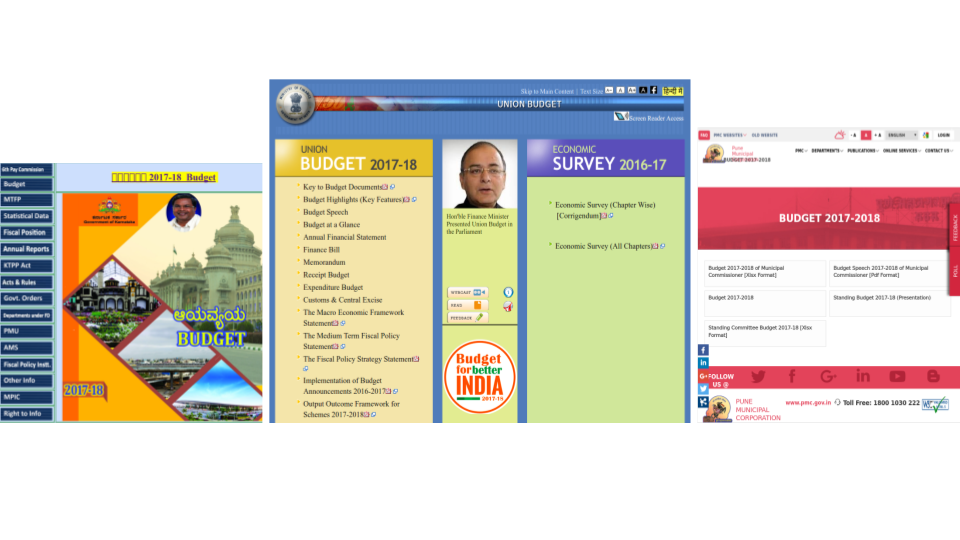 6th Pay Commission
Budget
MTFP
Statistical Data
Fiscal Position
Annual Reports
KTPP Act
Acts & Rules
Govt. Orders
Departments under FD
PMU
AMS
Fiscal Policy Instt.
Other Info
MPIC
Right to Info
2017-18 Budget
Government of Karnataka
ಆಯವ್ಯಯ
BUDGET
2017-18
Skip to Main Content | Text Size A- A A+ A हिन्दी में
UNION BUDGET
Screen Reader Access
UNION
BUDGET 2017-18
Key to Budget Documents
Budget Highlights (Key Features)
Budget Speech
Budget at a Glance
Annual Financial Statement
Finance Bill
Memorandum
Receipt Budget
Expenditure Budget
Customs & Central Excise
The Macro Economic Framework
Statement
The Medium Term Fiscal Policy
Statement
The Fiscal Policy Strategy Statement
Implementation of Budget
Announcements 2016-2017
Output Outcome Framework for
Schemes 2017-2018
Hon'ble Finance Minister
Presented Union Budget in
the Parliament
WEBCAST
READ
FEEDBACK
Budget
for better
INDIA
2017-18
ECONOMIC
SURVEY 2016-17
Economic Survey (Chapter Wise)
[Corrigendum]
Economic Survey (All Chapters)
FAQ PMC WEBSITES OLD WEBSITE - A A + A ENGLISH LOGIN
Pune
Municipal
BUDGET 2017-2018
PMC DEPARTMENTS PUBLICATIONS ONLINE SERVICES CONTACT US
BUDGET 2017-2018
FEEDBACK
POLL
Budget 2017-2018 of Municipal
Commissioner [Xlsx Format]
Budget Speech 2017-2018 of Municipal
Commissioner [Pdf Format]
Budget 2017-2018
Standing Budget 2017-2018 (Presentation)
Standing Committee Budget 2017-2018 [Xlsx
Format]
FOLLOW
US @
PUNE
MUNICIPAL
CORPORATION
www.pmc.gov.in
Toll Free: 1800 1030 222